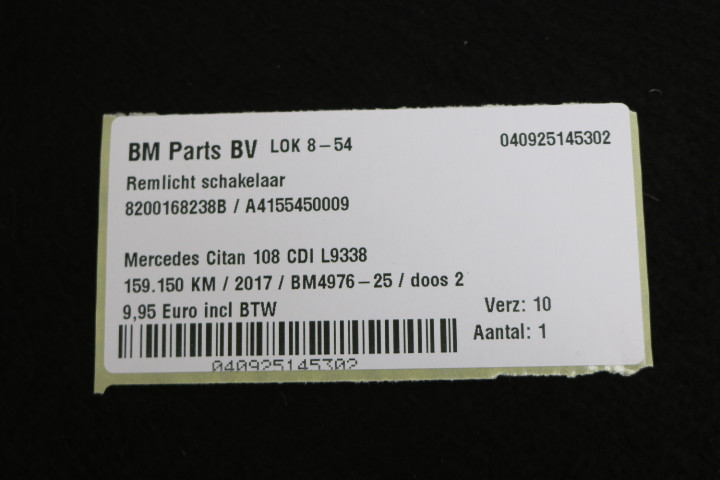 BM Parts BV LOK 8-54 040925145302
Remlicht schakelaar
8200168238B / A4155450009
Mercedes Citan 108 CDI L9338
159.150 KM / 2017 / BM4976-25 / doos 2
9,95 Euro incl BTW Verz: 10
Aantal: 1
040925145302